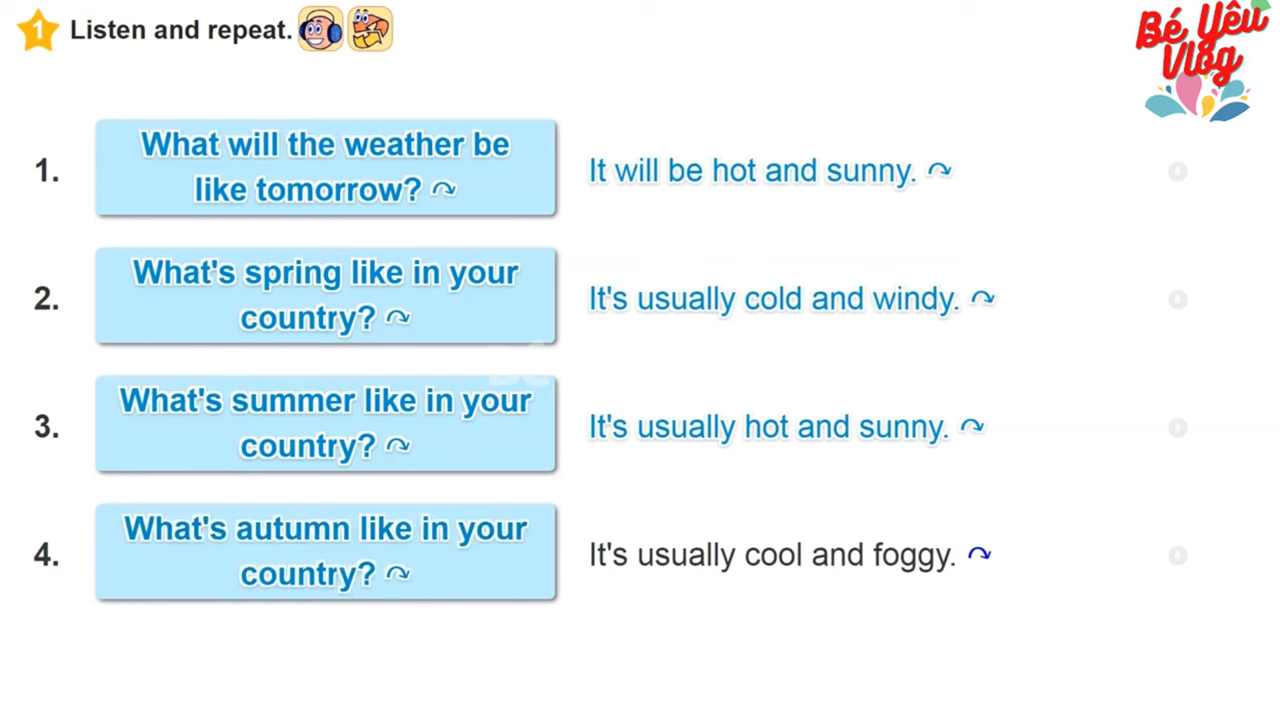 1 Listen and repeat.
Bé Yêu
Vlog
1. What will the weather be
like tomorrow?
It will be hot and sunny.
2. What's spring like in your
country?
It's usually cold and windy.
3. What's summer like in your
country?
It's usually hot and sunny.
4. What's autumn like in your
country?
It's usually cool and foggy.